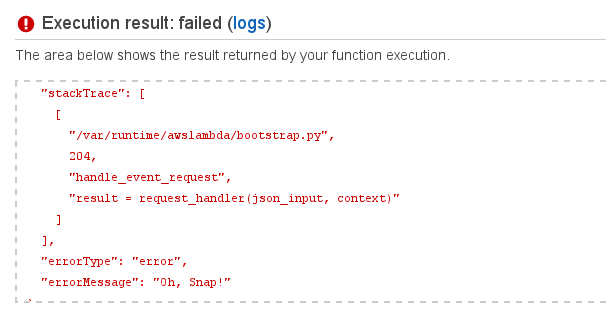 Execution result: failed (logs)
The area below shows the result returned by your function execution.
"stackTrace": [
[
"/var/runtime/awslambda/bootstrap.py",
204,
"handle_event_request",
"result = request_handler(json_input, context)"
]
],
"errorType": "error",
"errorMessage": "Oh, Snap!"